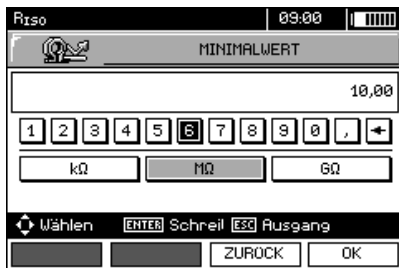 RISO 09:00
MINIMALWERT
10,00
1 2 3 4 5 6 7 8 9 0 , ←
kΩ MΩ GΩ
Wählen ENTER Schreil ESC Ausgang
ZURÜCK OK